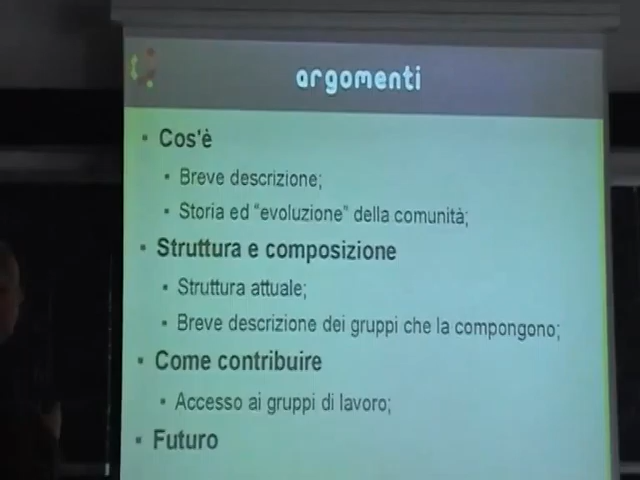 argomenti
• Cos'è
• Breve descrizione;
• Storia ed "evoluzione" della comunità;
• Struttura e composizione
• Struttura attuale;
• Breve descrizione dei gruppi che la compongono;
• Come contribuire
• Accesso ai gruppi di lavoro;
• Futuro